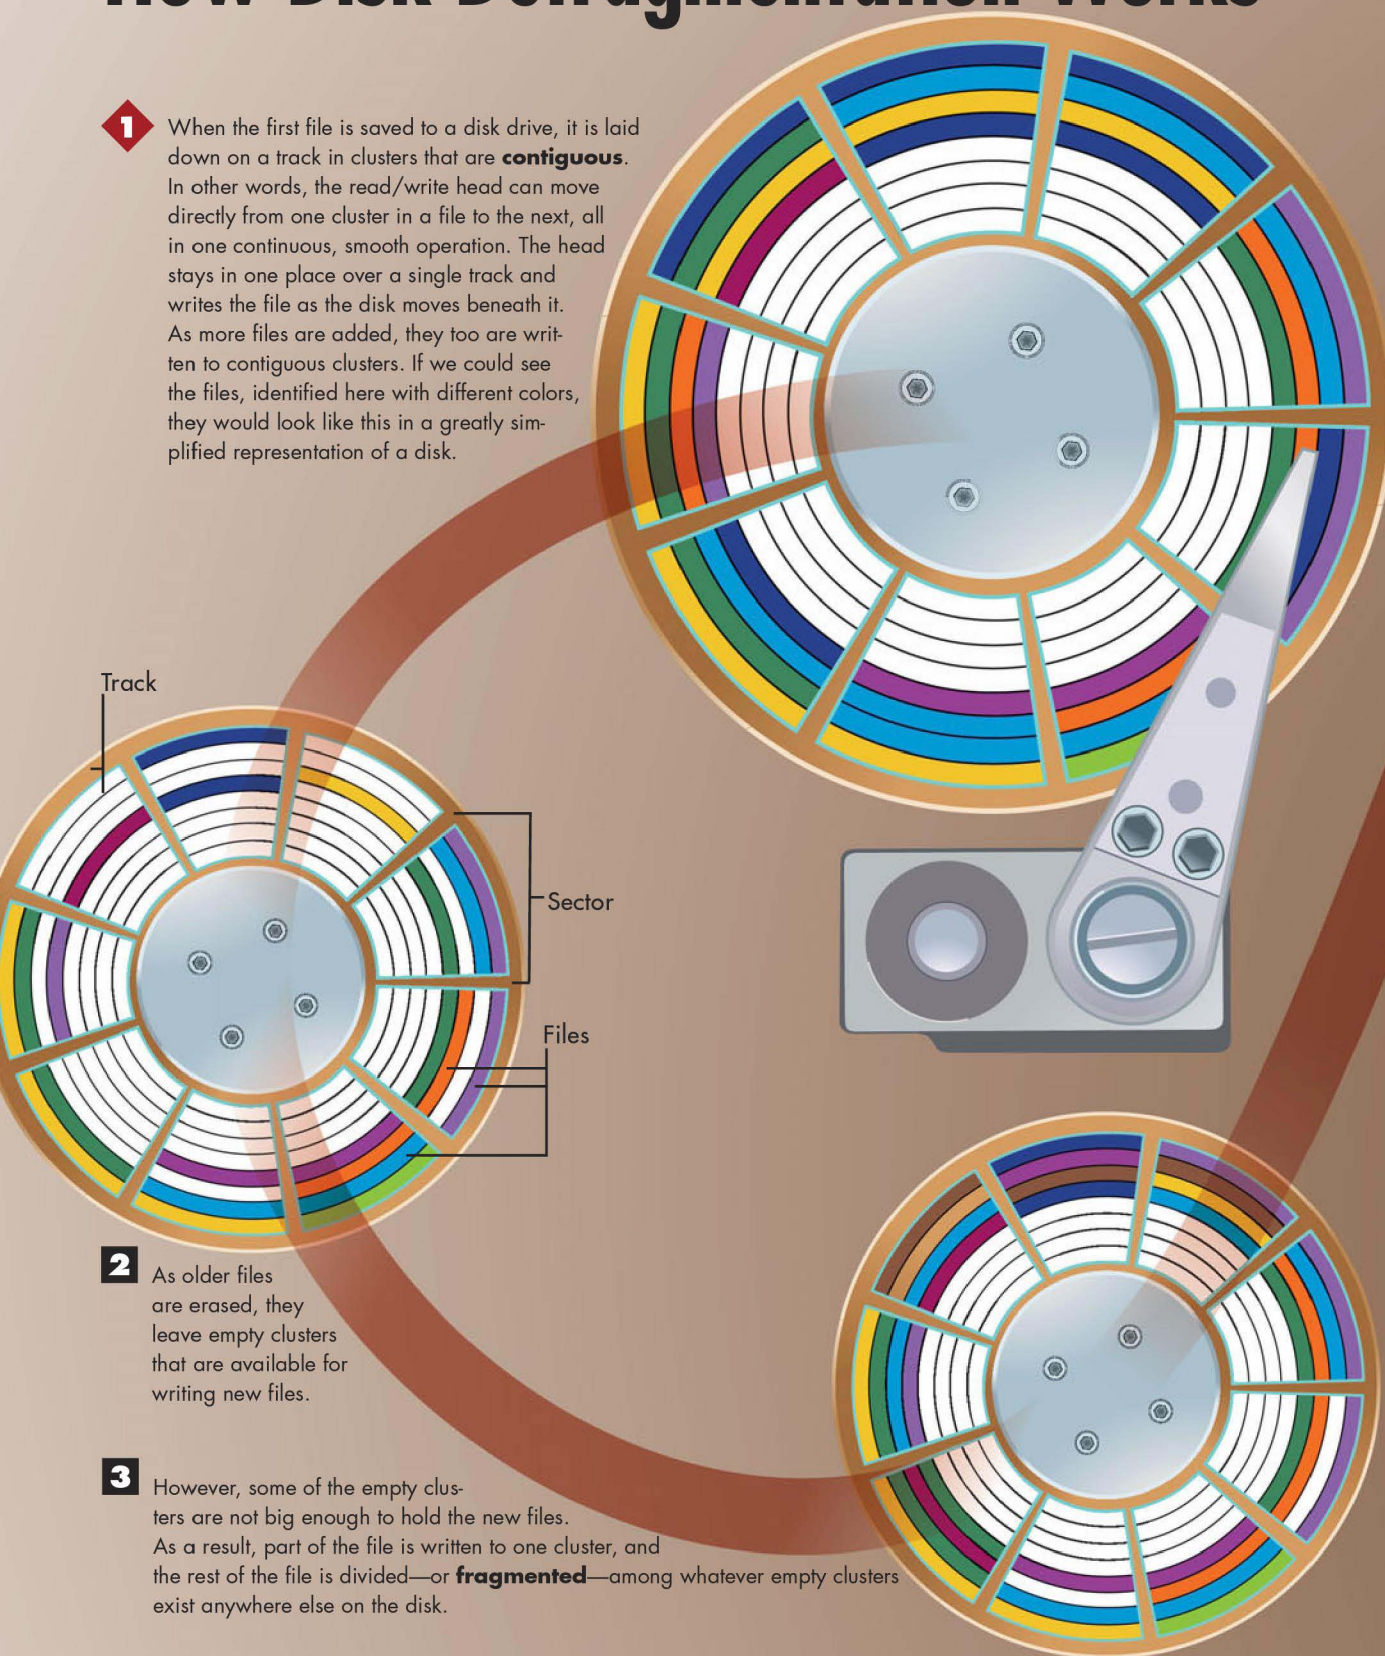 How Disk Defragmentation Works
1
When the first file is saved to a disk drive, it is laid
down on a track in clusters that are contiguous.
In other words, the read/write head can move
directly from one cluster in a file to the next, all
in one continuous, smooth operation. The head
stays in one place over a single track and
writes the file as the disk moves beneath it.
As more files are added, they too are writ-
ten to contiguous clusters. If we could see
the files, identified here with different colors,
they would look like this in a greatly sim-
plified representation of a disk.
Track
Sector
Files
2
As older files
are erased, they
leave empty clusters
that are available for
writing new files.
3
However, some of the empty clus-
ters are not big enough to hold the new files.
As a result, part of the file is written to one cluster, and
the rest of the file is divided—or fragmented—among whatever empty clusters
exist anywhere else on the disk.